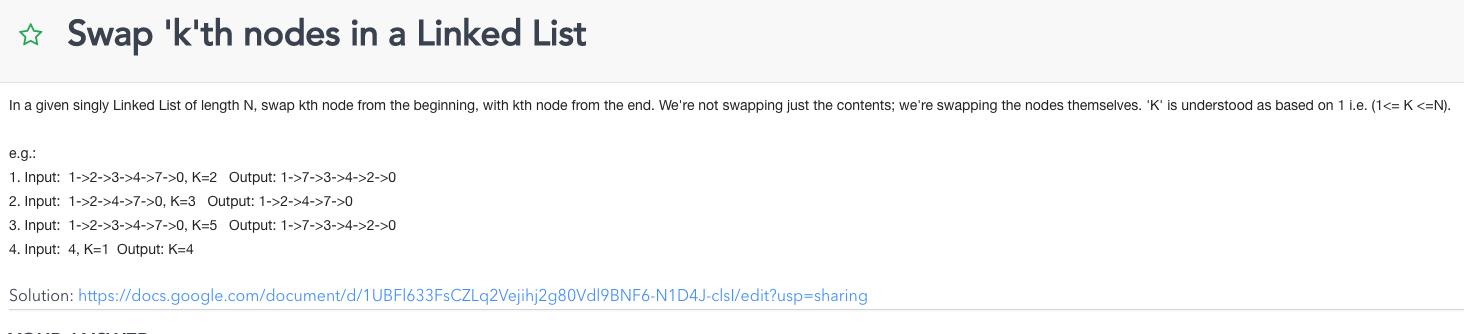 Swap 'k'th nodes in a Linked List
In a given singly Linked List of length N, swap kth node from the beginning, with kth node from the end. We're not swapping just the contents; we're swapping the nodes themselves. 'K' is understood as based on 1 i.e. (1<= K <=N).
e.g.:
1. Input: 1->2->3->4->7->0, K=2 Output: 1->7->3->4->2->0
2. Input: 1->2->4->7->0, K=3 Output: 1->2->4->7->0
3. Input: 1->2->3->4->7->0, K=5 Output: 1->7->3->4->2->0
4. Input: 4, K=1 Output: K=4
Solution: https://docs.google.com/document/d/1UBFl633FsCZLq2Vejihj2g80Vdl9BNF6-N1D4J-clsI/edit?usp=sharing